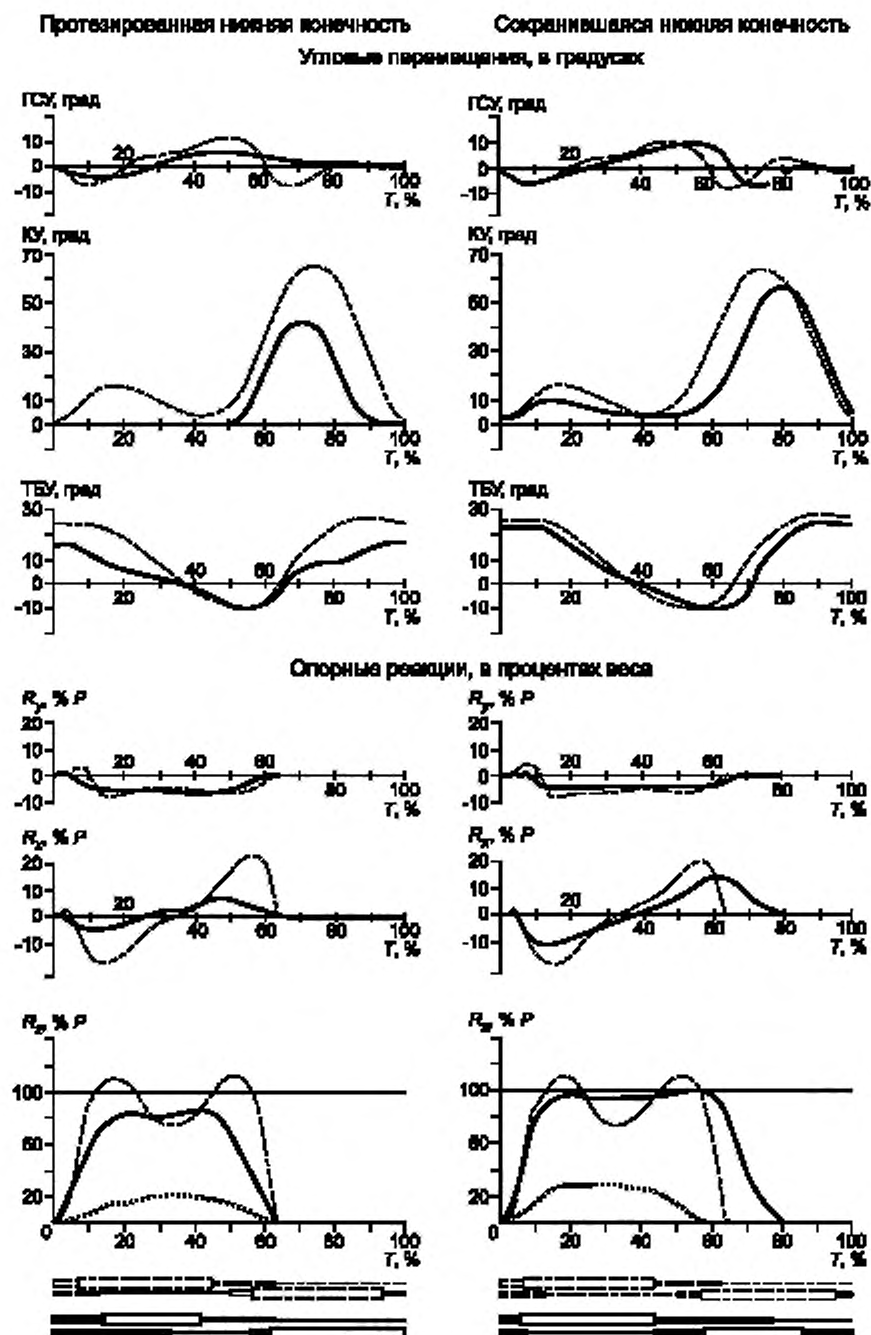 Протезированная нижняя конечность Сохранившаяся нижняя конечность
Угловые перемещения, в градусах
ГСУ, град ГСУ, град
10 20 10 20
0 40 60 80 100 0 40 60 80 100
-10 T, % -10 T, %
КУ, град КУ, град
70 70
50 50
30 30
10 10
0 20 40 60 80 100 0 20 40 60 80 100
T, % T, %
ТБУ, град ТБУ, град
30 30
10 40 60 10 40 60
0 20 80 100 0 20 80 100
-10 T, % -10 T, %
Опорные реакции, в процентах веса
Ry, % P Ry, % P
20 20
10 20 40 60 10 20 40 60
0 80 100 0 80 100
-10 T, % -10 T, %
Rx, % P Rx, % P
20 20
10 20 10 20
0 40 60 80 100 0 40 60 80 100
-10 T, % -10 T, %
Rz, % P Rz, % P
100 100
60 60
20 20
0 20 40 60 80 100 0 20 40 60 80 100
T, % T, %